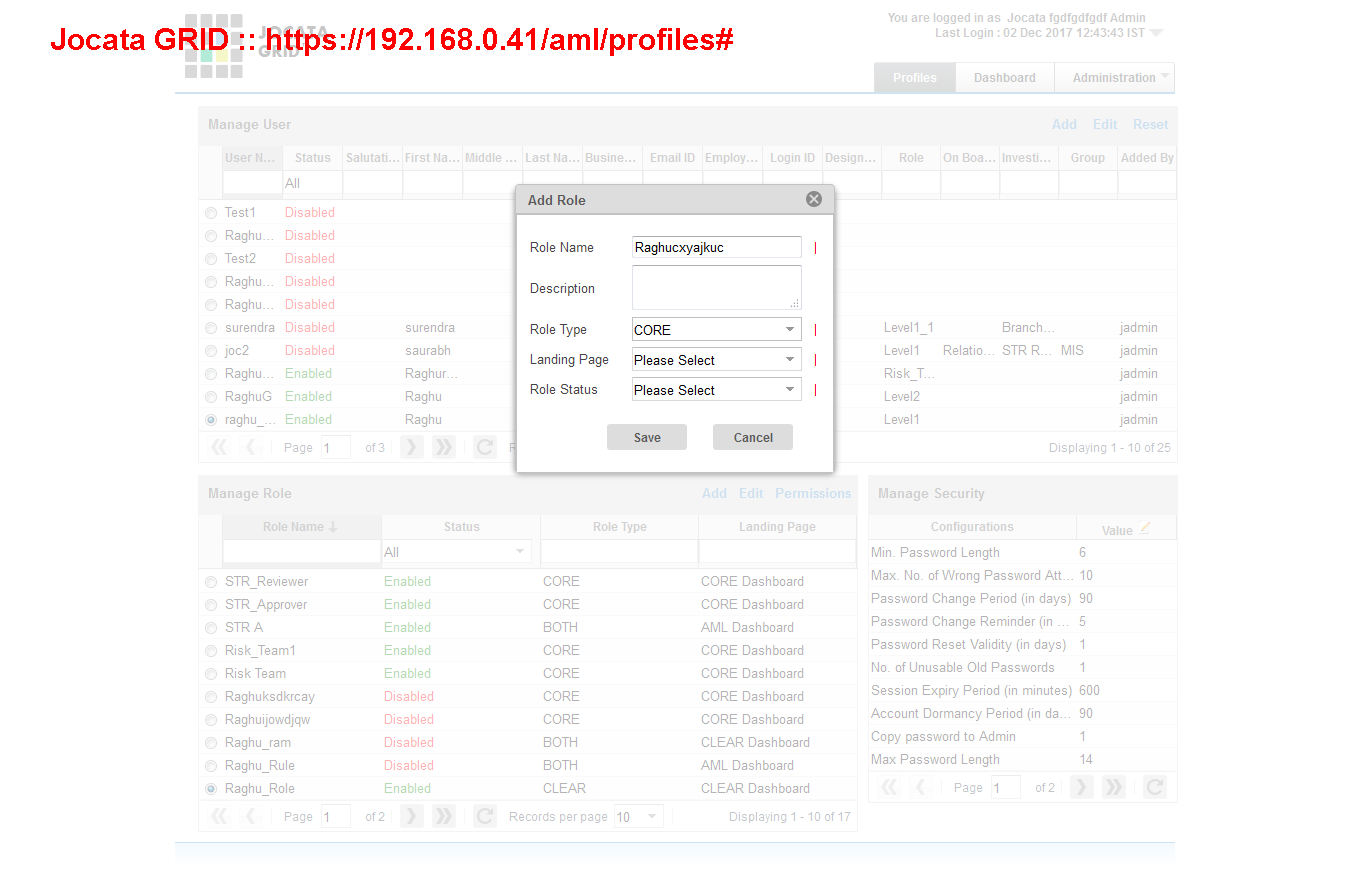 Jocata GRID :: https://192.168.0.41/aml/profiles#
JOCATA
GRID
You are logged in as Jocata fgdfgdfgdf Admin
Last Login : 02 Dec 2017 12:43:43 IST
Profiles Dashboard Administration
Manage User Add Edit Reset
User N... Status Salutati... First Na... Middle ... Last Na... Busine... Email ID Employ... Login ID Design... Role On Boa... Investi... Group Added By
All
Test1 Disabled
Raghu... Disabled
Test2 Disabled
Raghu... Disabled
Raghu... Disabled
surendra Disabled surendra Level1_1 Branch... jadmin
joc2 Disabled saurabh Level1 Relatio... STR R... MIS jadmin
Raghu... Enabled Raghur... Risk_T... jadmin
RaghuG Enabled Raghu Level2 jadmin
raghu_... Enabled Raghu Level1 jadmin
Page 1 of 3 Displaying 1 - 10 of 25
Add Role
Role Name Raghucxyajkuc |
Description
Role Type CORE |
Landing Page Please Select |
Role Status Please Select |
Save Cancel
Manage Role Add Edit Permissions
Role Name Status Role Type Landing Page
All
STR_Reviewer Enabled CORE CORE Dashboard
STR_Approver Enabled CORE CORE Dashboard
STR A Enabled BOTH AML Dashboard
Risk_Team1 Enabled CORE CORE Dashboard
Risk Team Enabled CORE CORE Dashboard
Raghuksdkrcay Disabled CORE CORE Dashboard
Raghuijowdjqw Disabled CORE CORE Dashboard
Raghu_ram Disabled BOTH CLEAR Dashboard
Raghu_Rule Disabled BOTH AML Dashboard
Raghu_Role Enabled CLEAR CLEAR Dashboard
Page 1 of 2 Records per page 10 Displaying 1 - 10 of 17
Manage Security
Configurations Value
Min. Password Length 6
Max. No. of Wrong Password Att... 10
Password Change Period (in days) 90
Password Change Reminder (in ... 5
Password Reset Validity (in days) 1
No. of Unusable Old Passwords 1
Session Expiry Period (in minutes) 600
Account Dormancy Period (in da... 90
Copy password to Admin 1
Max Password Length 14
Page 1 of 2